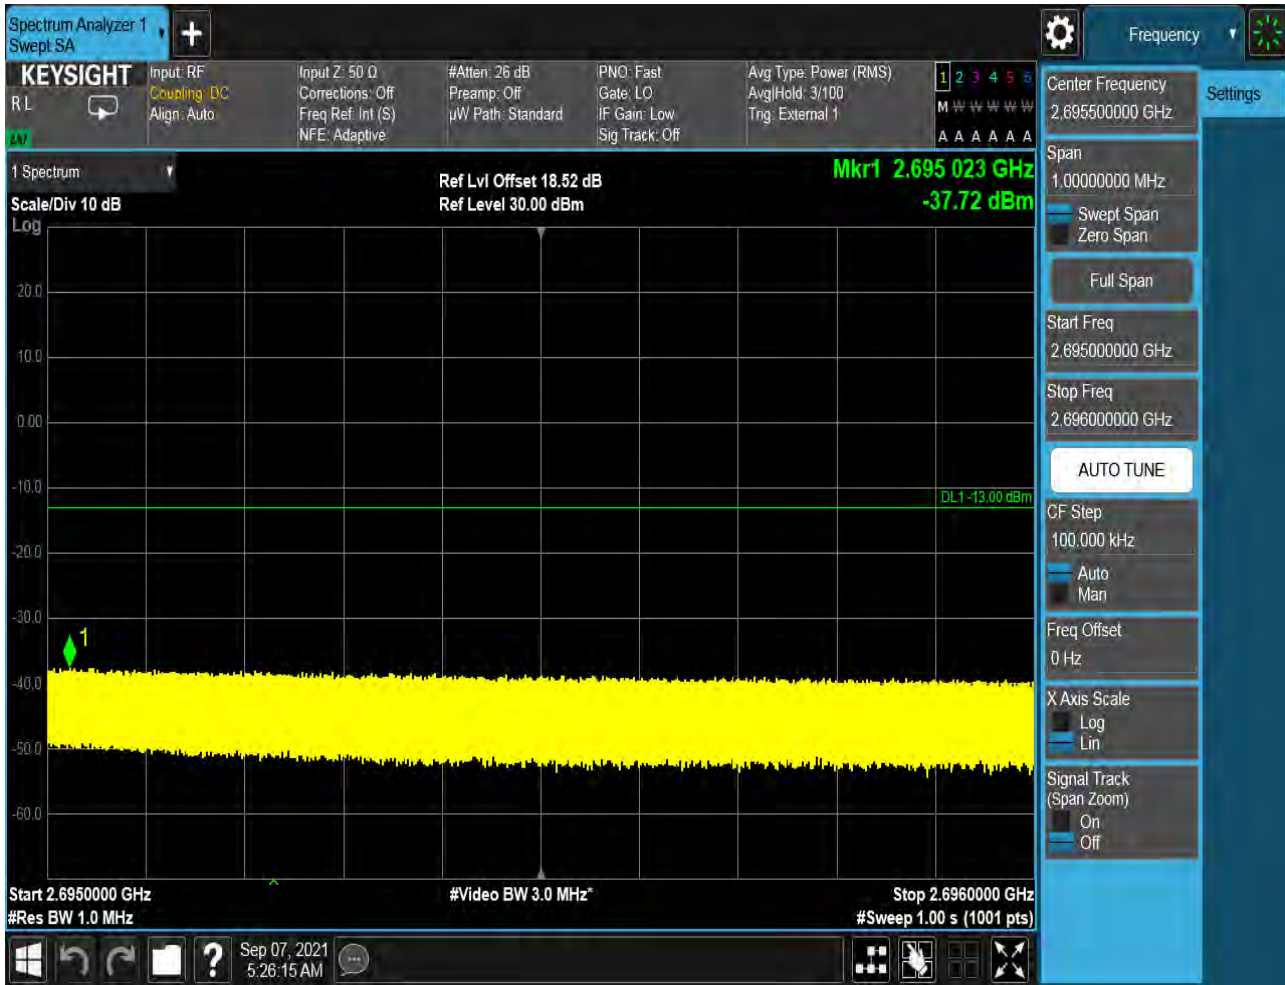 Spectrum Analyzer 1
Swept SA
Frequency
KEYSIGHT
R L
Input: RF
Coupling: DC
Align: Auto
Input Z: 50 Ω
Corrections: Off
Freq Ref: Int (S)
NFE: Adaptive
#Atten: 26 dB
Preamp: Off
µW Path: Standard
PNO: Fast
Gate: LO
IF Gain: Low
Sig Track: Off
Avg Type: Power (RMS)
Avg|Hold: 3/100
Trig: External 1
1 2 3 4 5 6
M W W W W W
A A A A A A
1 Spectrum
Scale/Div 10 dB
Log
Ref Lvl Offset 18.52 dB
Ref Level 30.00 dBm
Mkr1 2.695 023 GHz
-37.72 dBm
20.0
10.0
0.00
-10.0
DL1 -13.00 dBm
-20.0
-30.0
1
-40.0
-50.0
-60.0
Start 2.6950000 GHz
#Res BW 1.0 MHz
#Video BW 3.0 MHz*
Stop 2.6960000 GHz
#Sweep 1.00 s (1001 pts)
Sep 07, 2021
5:26:15 AM
Center Frequency
2.695500000 GHz
Settings
Span
1.00000000 MHz
Swept Span
Zero Span
Full Span
Start Freq
2.695000000 GHz
Stop Freq
2.696000000 GHz
AUTO TUNE
CF Step
100.000 kHz
Auto
Man
Freq Offset
0 Hz
X Axis Scale
Log
Lin
Signal Track
(Span Zoom)
On
Off